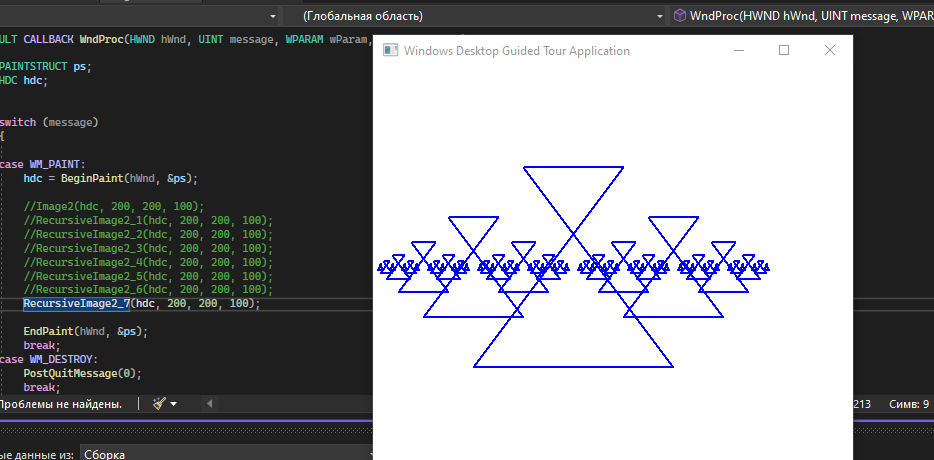 (Глобальная область)
WndProc(HWND hWnd, UINT message, WPARAM
ULT CALLBACK WndProc(HWND hWnd, UINT message, WPARAM wParam,
Windows Desktop Guided Tour Application
PAINTSTRUCT ps;
HDC hdc;
switch (message)
{
case WM_PAINT:
hdc = BeginPaint(hWnd, &ps);
//Image2(hdc, 200, 200, 100);
//RecursiveImage2_1(hdc, 200, 200, 100);
//RecursiveImage2_2(hdc, 200, 200, 100);
//RecursiveImage2_3(hdc, 200, 200, 100);
//RecursiveImage2_4(hdc, 200, 200, 100);
//RecursiveImage2_5(hdc, 200, 200, 100);
//RecursiveImage2_6(hdc, 200, 200, 100);
RecursiveImage2_7(hdc, 200, 200, 100);
EndPaint(hWnd, &ps);
break;
case WM_DESTROY:
PostQuitMessage(0);
break;
Проблемы не найдены.
213 Симв: 9
ые данные из: Сборка